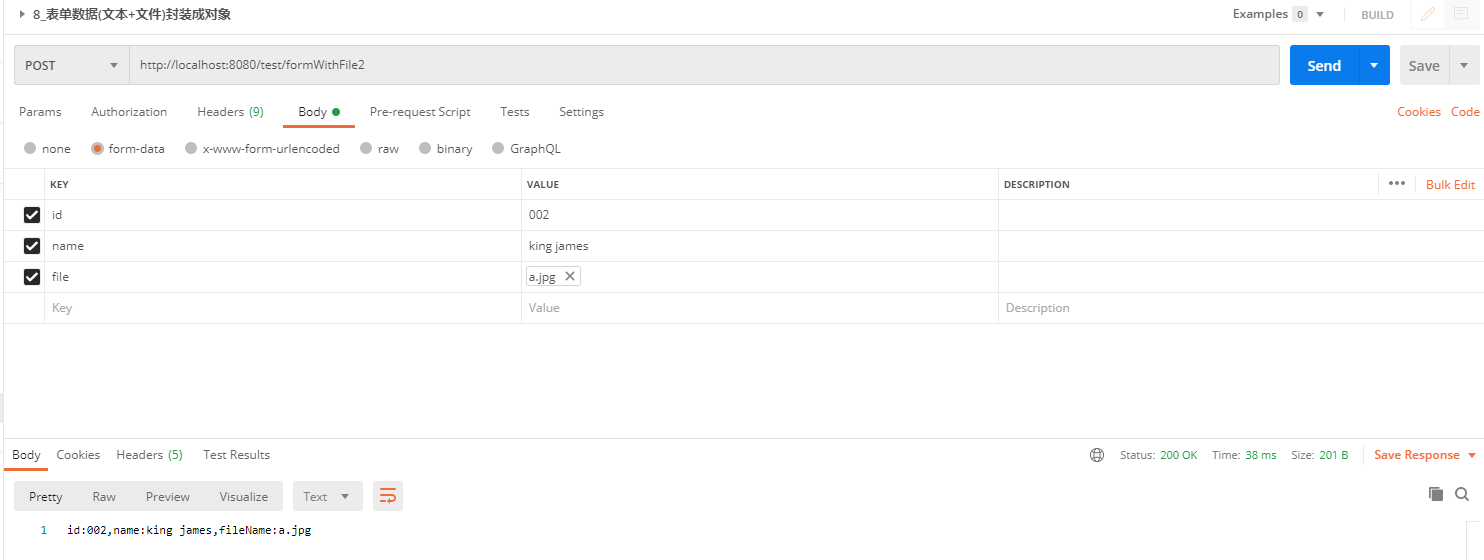 8_表单数据(文本+文件)封装成对象 Examples 0 BUILD
POST http://localhost:8080/test/formWithFile2 Send Save
Params Authorization Headers (9) Body Pre-request Script Tests Settings Cookies Code
none form-data x-www-form-urlencoded raw binary GraphQL
KEY VALUE DESCRIPTION ••• Bulk Edit
id 002
name king james
file a.jpg
Key Value Description
Body Cookies Headers (5) Test Results Status: 200 OK Time: 38 ms Size: 201 B Save Response
Pretty Raw Preview Visualize Text
1 id:002,name:king james,fileName:a.jpg